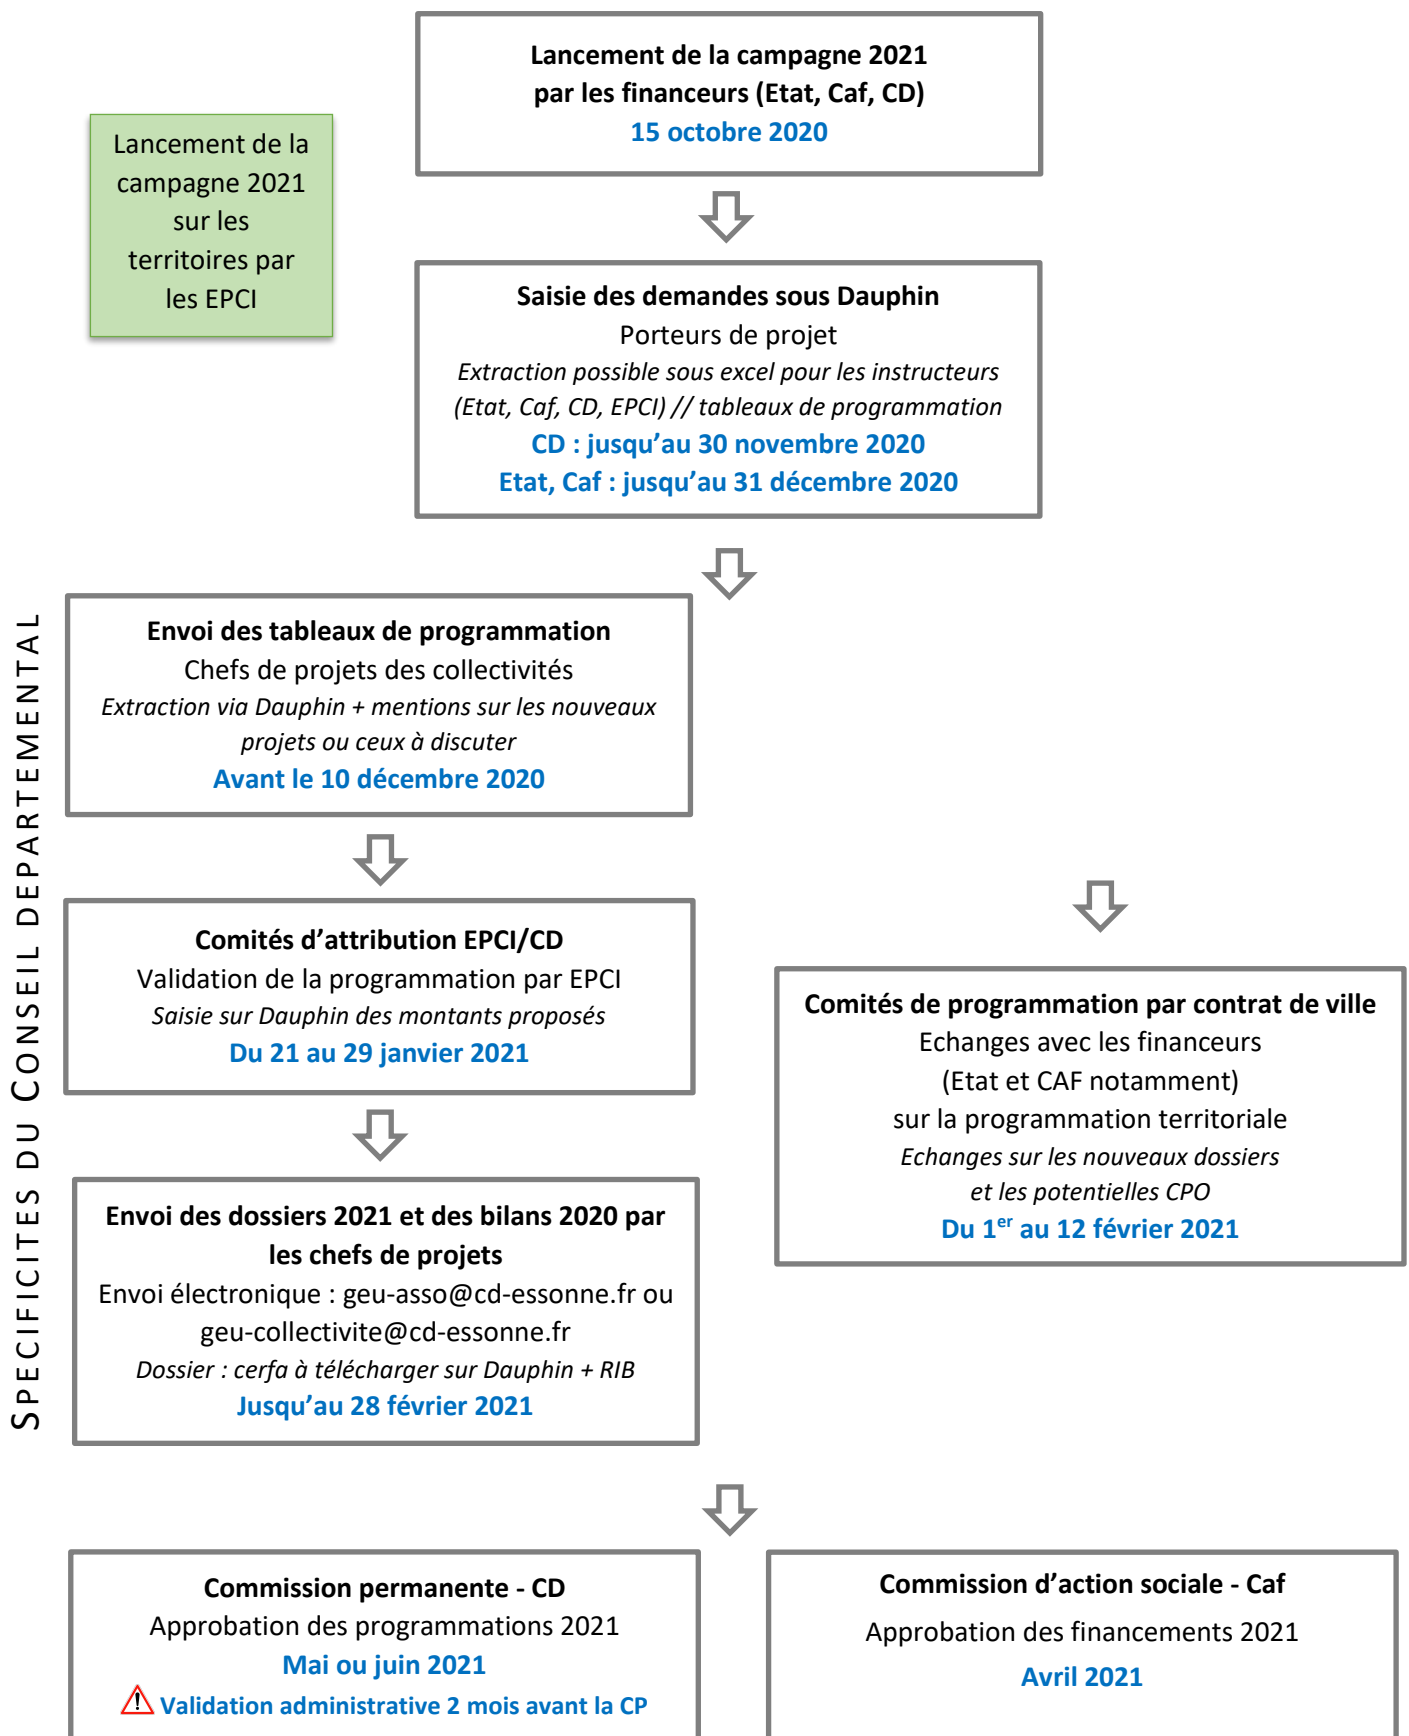 Lancement de la campagne 2021
par les financeurs (Etat, Caf, CD)
15 octobre 2020
Lancement de la
campagne 2021
sur les
territoires par
les EPCI
Saisie des demandes sous Dauphin
Porteurs de projet
Extraction possible sous excel pour les instructeurs
(Etat, Caf, CD, EPCI) // tableaux de programmation
CD : jusqu’au 30 novembre 2020
Etat, Caf : jusqu’au 31 décembre 2020
SPECIFICITES DU CONSEIL DEPARTEMENTAL
Envoi des tableaux de programmation
Chefs de projets des collectivités
Extraction via Dauphin + mentions sur les nouveaux
projets ou ceux à discuter
Avant le 10 décembre 2020
Comités d’attribution EPCI/CD
Validation de la programmation par EPCI
Saisie sur Dauphin des montants proposés
Du 21 au 29 janvier 2021
Comités de programmation par contrat de ville
Echanges avec les financeurs
(Etat et CAF notamment)
sur la programmation territoriale
Echanges sur les nouveaux dossiers
et les potentielles CPO
Du 1er au 12 février 2021
Envoi des dossiers 2021 et des bilans 2020 par
les chefs de projets
Envoi électronique : geu-asso@cd-essonne.fr ou
geu-collectivite@cd-essonne.fr
Dossier : cerfa à télécharger sur Dauphin + RIB
Jusqu’au 28 février 2021
Commission permanente - CD
Approbation des programmations 2021
Mai ou juin 2021
Validation administrative 2 mois avant la CP
Commission d’action sociale - Caf
Approbation des financements 2021
Avril 2021